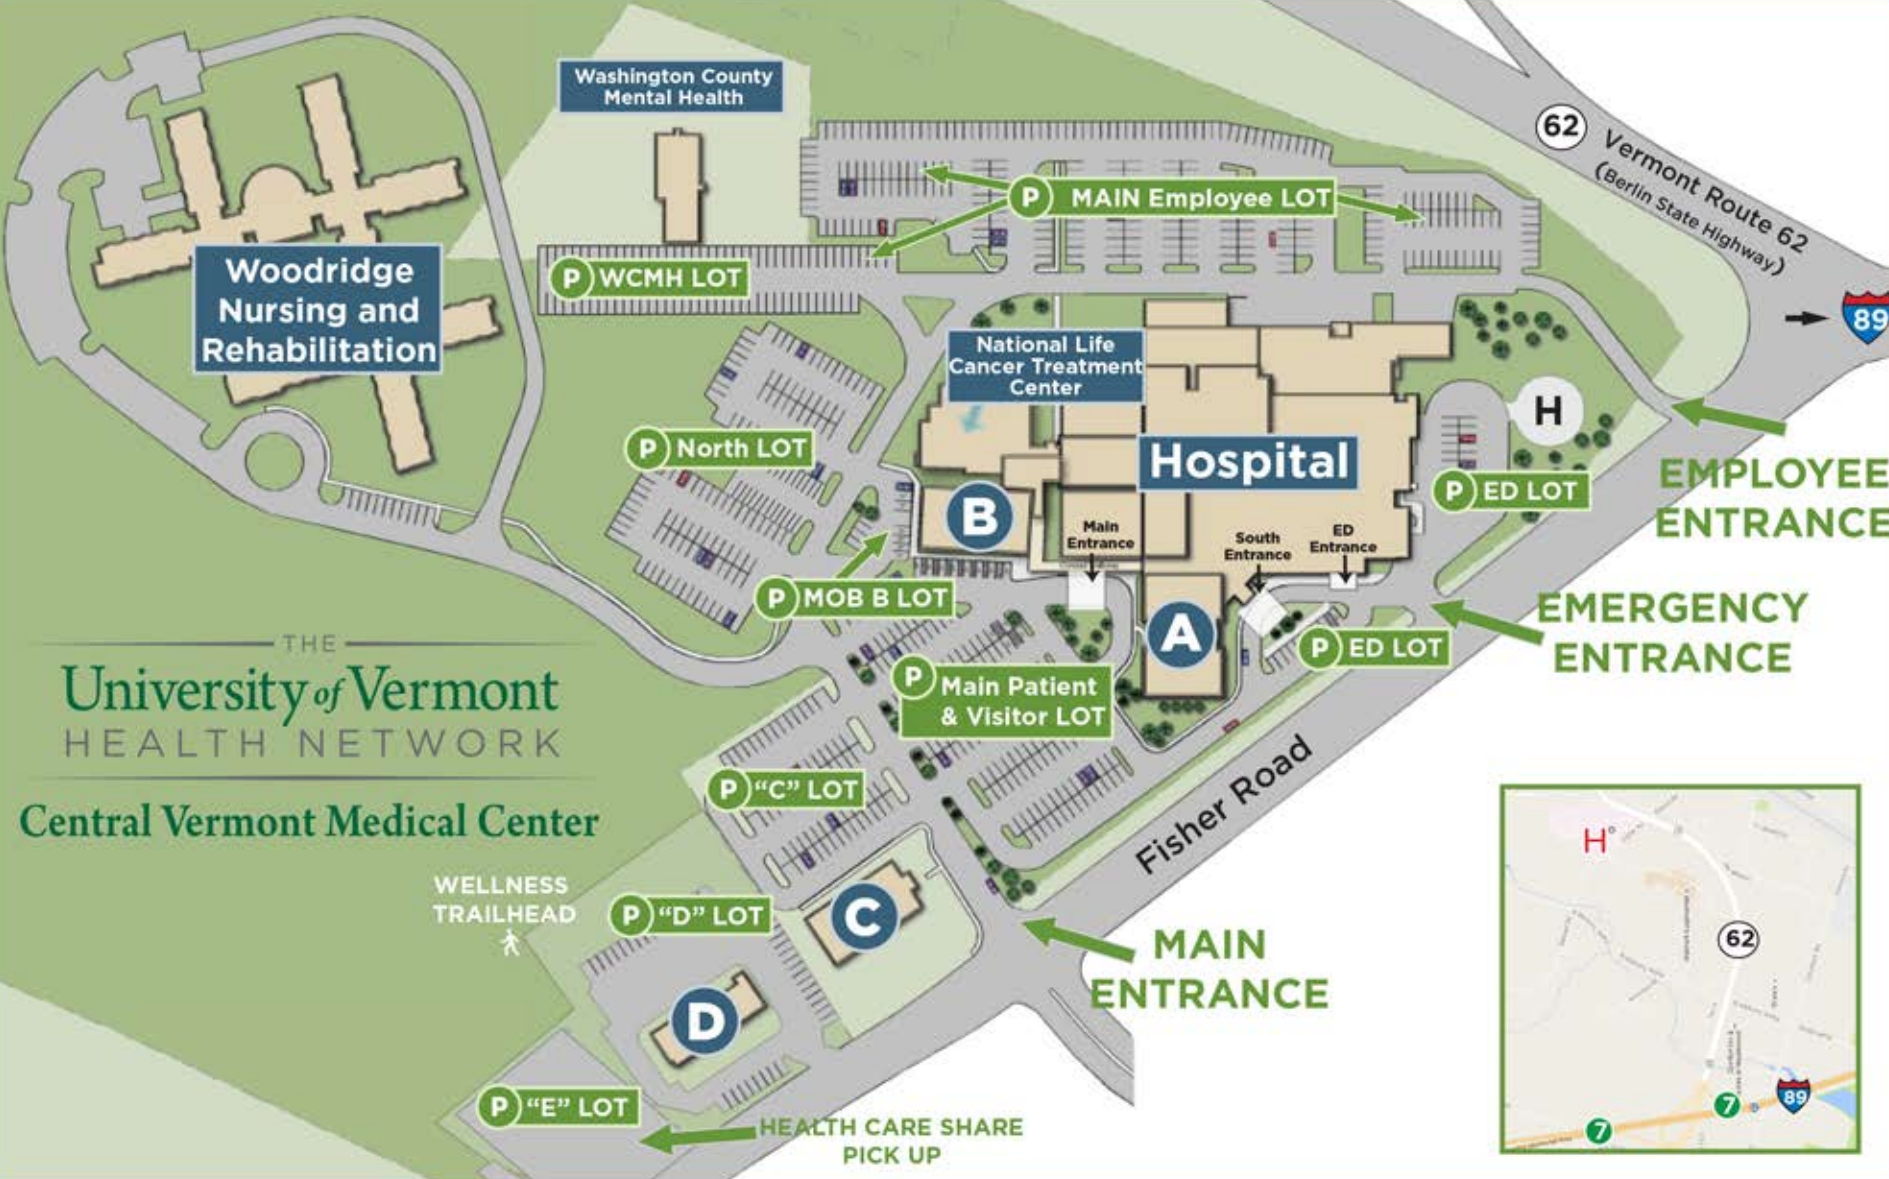 Washington County
Mental Health
62
Vermont Route 62
(Berlin State Highway)
P MAIN Employee LOT
P WCMH LOT
89
Woodridge
Nursing and
Rehabilitation
National Life
Cancer Treatment
Center
H
P North LOT
Hospital
P ED LOT
EMPLOYEE
ENTRANCE
B
Main
Entrance
South
Entrance
ED
Entrance
P MOB B LOT
EMERGENCY
ENTRANCE
A
P ED LOT
THE
University of Vermont
HEALTH NETWORK
Central Vermont Medical Center
P Main Patient
& Visitor LOT
P "C" LOT
Fisher Road
WELLNESS
TRAILHEAD
P "D" LOT
C
MAIN
ENTRANCE
D
P "E" LOT
HEALTH CARE SHARE
PICK UP
H
62
89
7
7